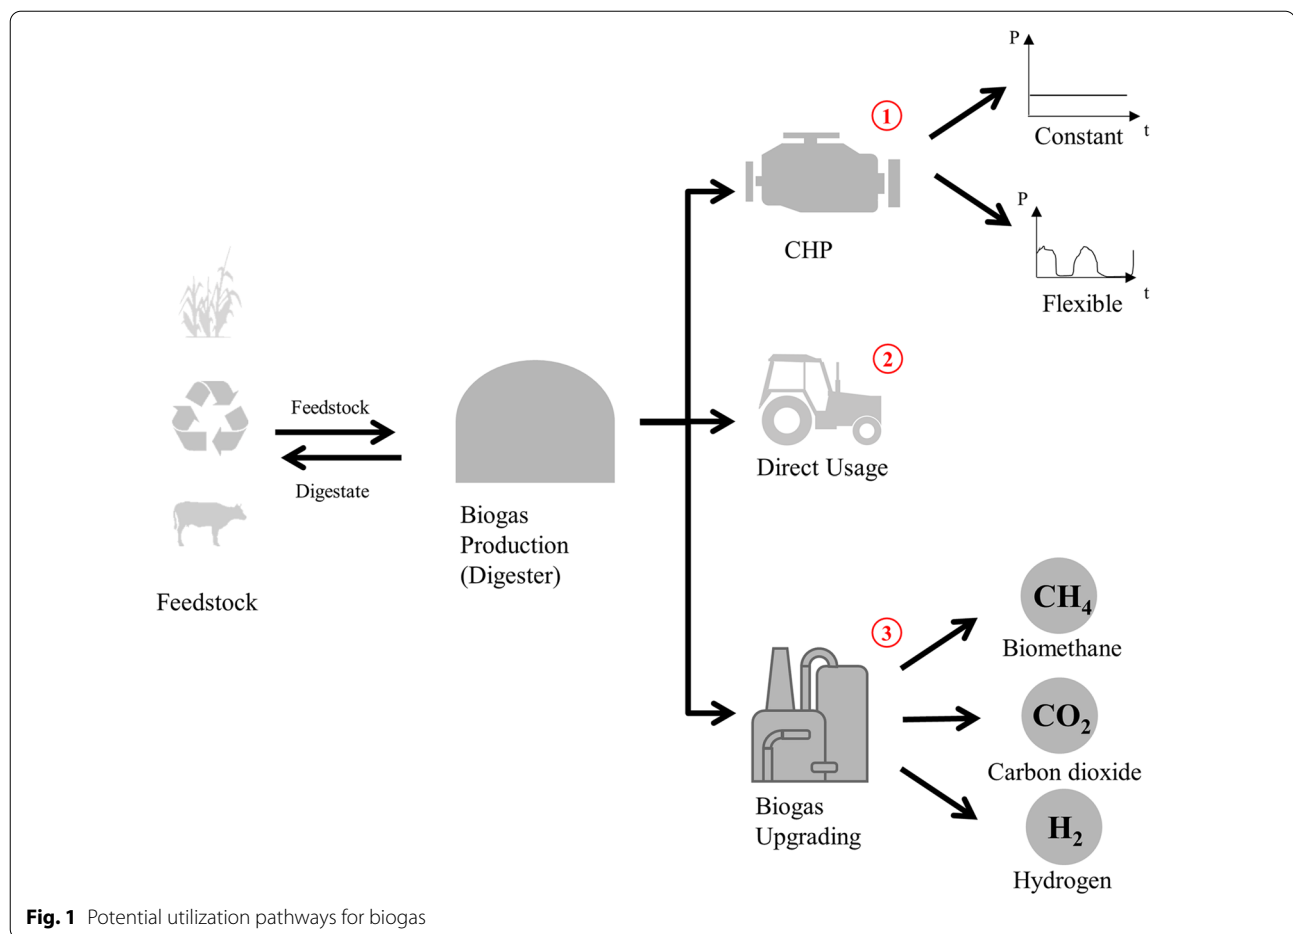 P
1
Constant
t
P
CHP
Flexible
t
2
Feedstock
Direct Usage
Digestate
Biogas
Production
(Digester)
Feedstock
3
CH₄
Biomethane
CO₂
Carbon dioxide
Biogas
Upgrading
H₂
Hydrogen
Fig. 1 Potential utilization pathways for biogas